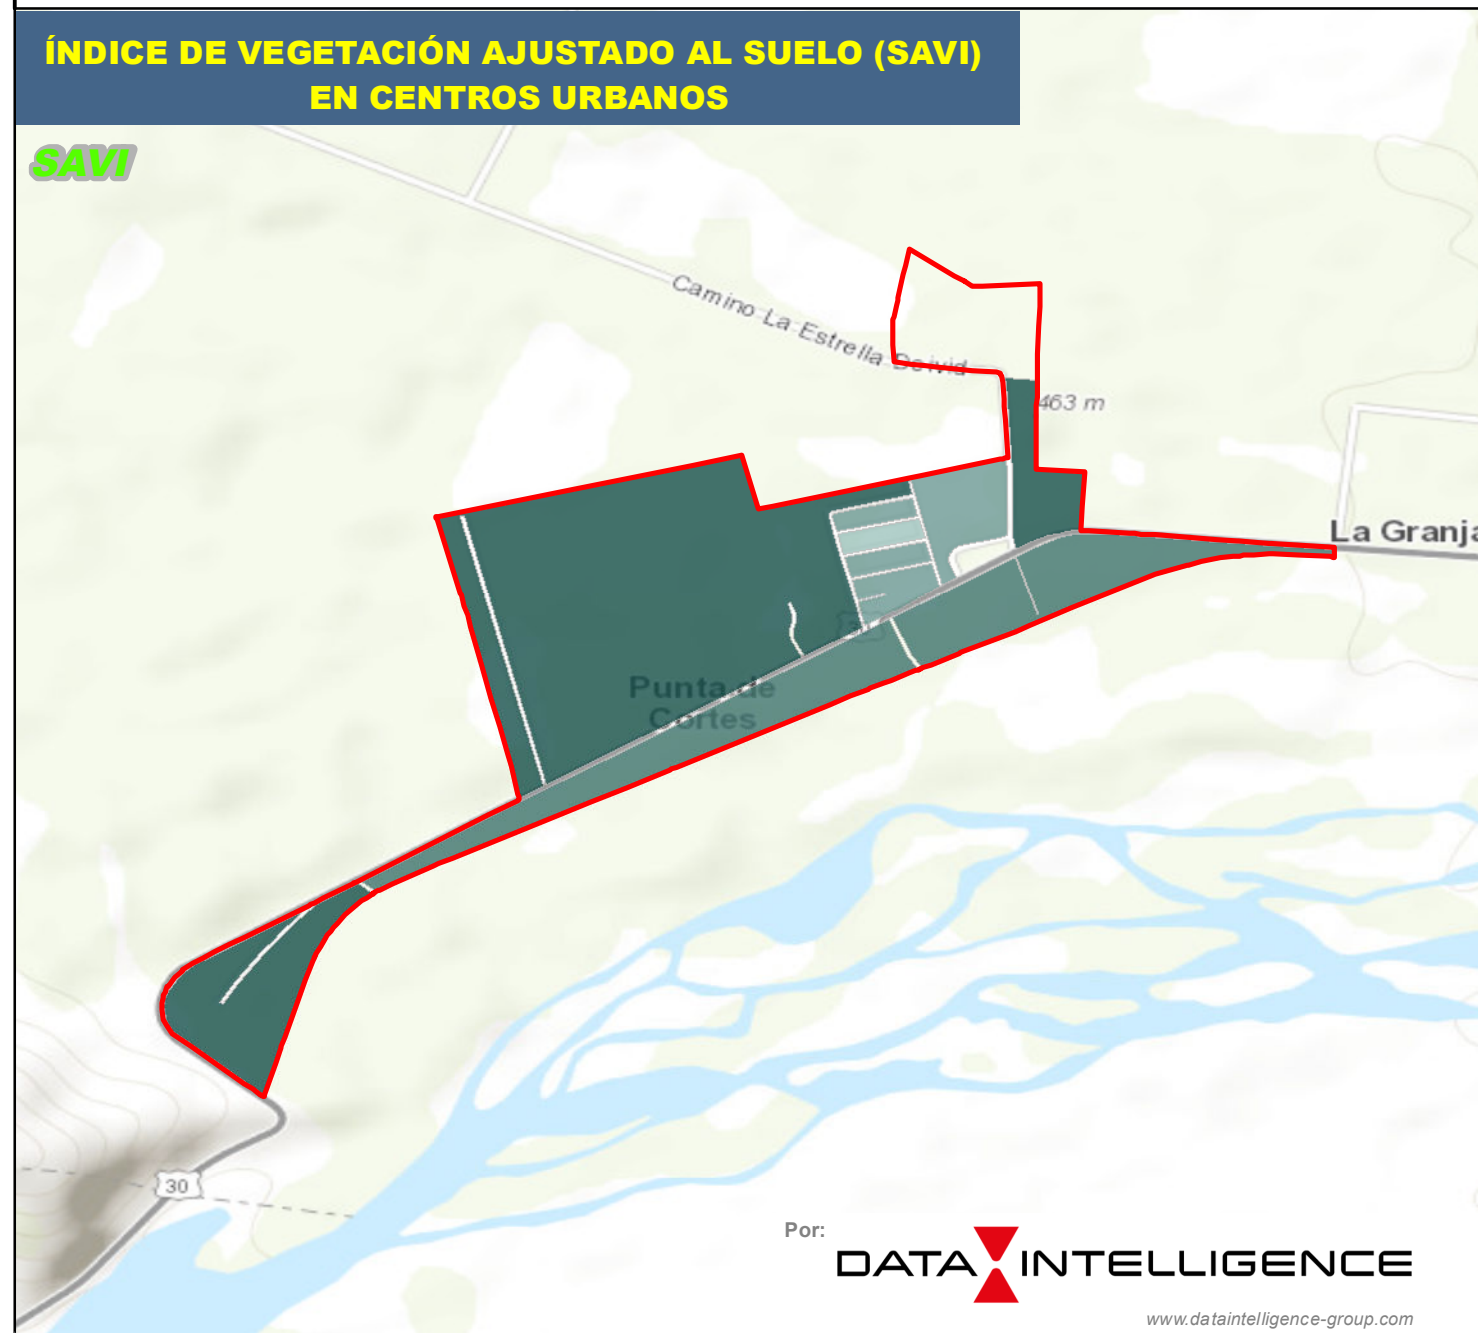 ÍNDICE DE VEGETACIÓN AJUSTADO AL SUELO (SAVI)
EN CENTROS URBANOS
SAVI
Camino La Estrella Deivid
463 m
La Granja
Punta de
Cortes
30
Por:
DATA INTELLIGENCE
www.dataintelligence-group.com